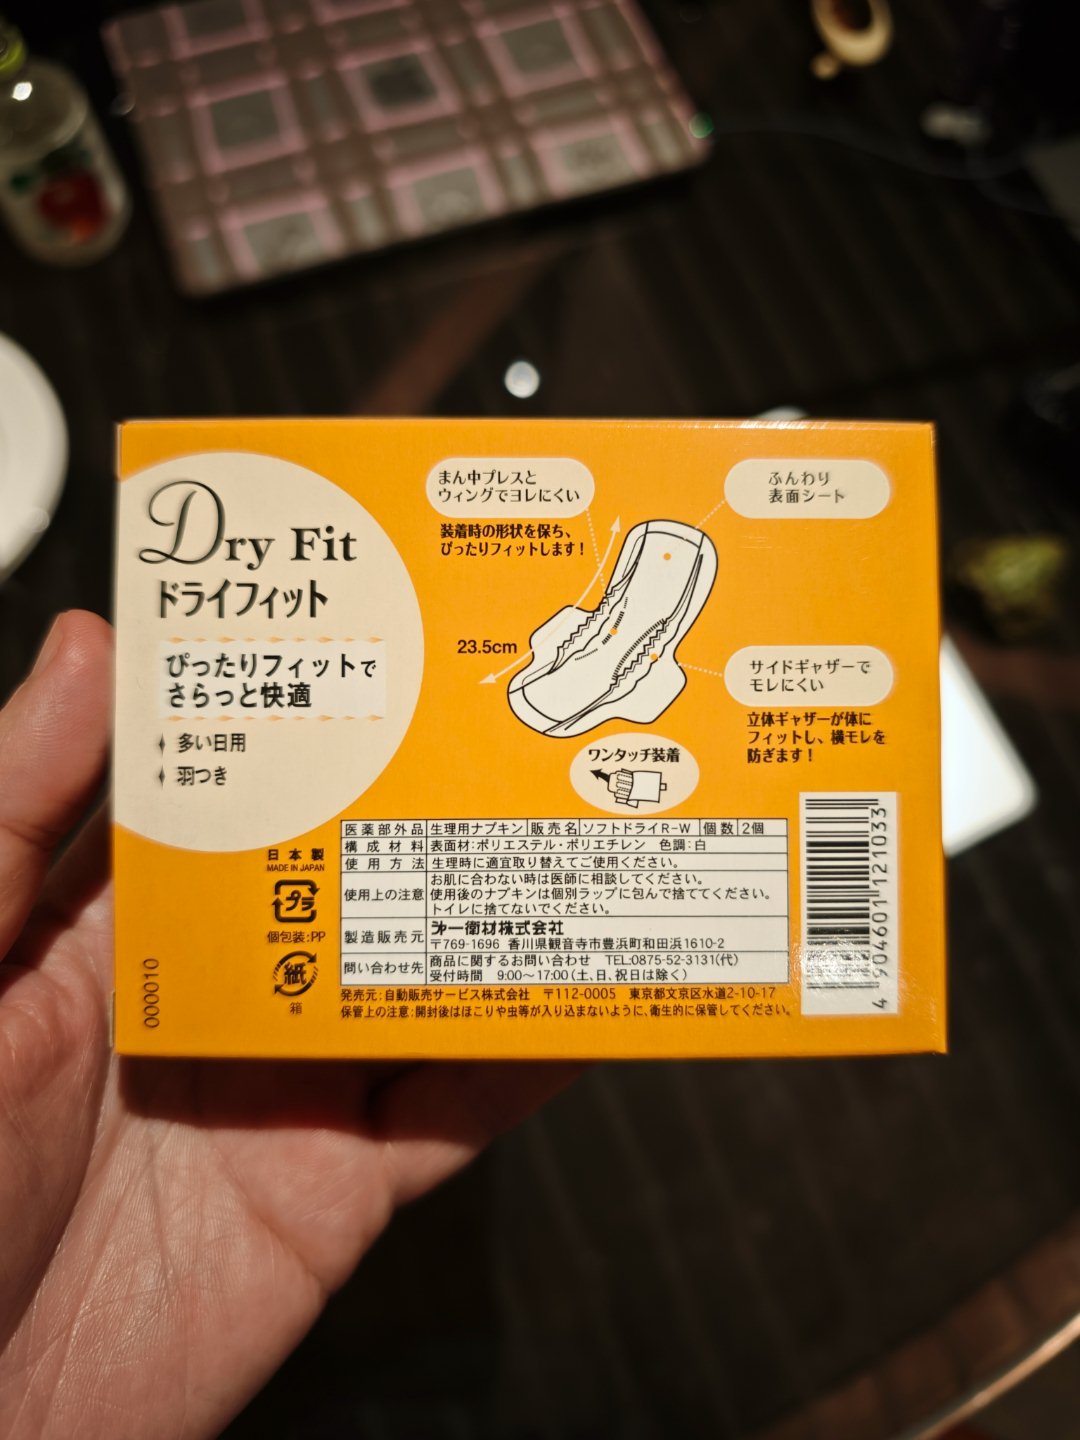 Dry Fit
ドライフィット
ぴったりフィットで
さらっと快適
多い日用
羽つき
まん中プレスと
ウィングでヨレにくい
装着時の形状を保ち、
ぴったりフィットします!
ふんわり
表面シート
23.5cm
サイドギャザーで
モレにくい
立体ギャザーが体に
フィットし、横モレを
防ぎます!
ワンタッチ装着
日本製
MADE IN JAPAN
プラ
個包装:PP
紙
箱
000010
医薬部外品 生理用ナプキン 販売名 ソフトドライR-W 個数 2個
構成材料 表面材:ポリエステル・ポリエチレン 色調:白
使用方法 生理時に適宜取り替えてご使用ください。
使用上の注意 お肌に合わない時は医師に相談してください。
使用後のナプキンは個別ラップに包んで捨ててください。
トイレに捨てないでください。
製造販売元 第一衛材株式会社
〒769-1696 香川県観音寺市豊浜町和田浜1610-2
問い合わせ先 商品に関するお問い合わせ TEL:0875-52-3131(代)
受付時間 9:00〜17:00(土、日、祝日は除く)
発売元:自動販売サービス株式会社 〒112-0005 東京都文京区水道2-10-17
保管上の注意:開封後はほこりや虫等が入り込まないように、衛生的に保管してください。
4 904601 121033